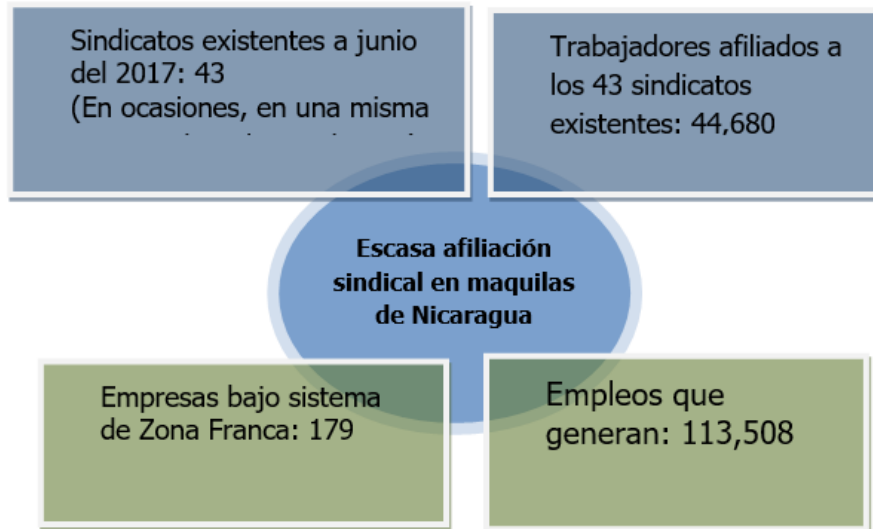 Sindicatos existentes a junio
del 2017: 43
(En ocasiones, en una misma
Trabajadores afiliados a
los 43 sindicatos
existentes: 44,680
Escasa afiliación
sindical en maquilas
de Nicaragua
Empresas bajo sistema
de Zona Franca: 179
Empleos que
generan: 113,508